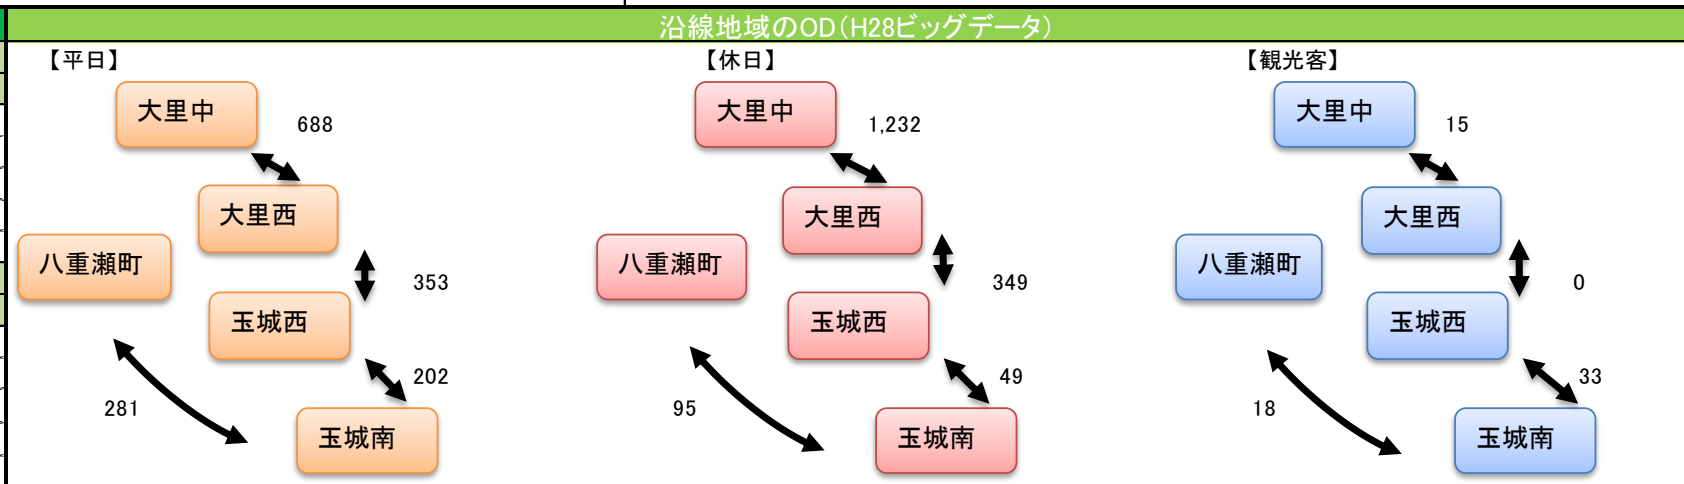 沿線地域のOD（H28ビッグデータ）
【平日】
大里中
688
大里西
八重瀬町
353
玉城西
202
281
玉城南
【休日】
大里中
1,232
大里西
八重瀬町
349
玉城西
49
95
玉城南
【観光客】
大里中
15
大里西
八重瀬町
0
玉城西
33
18
玉城南